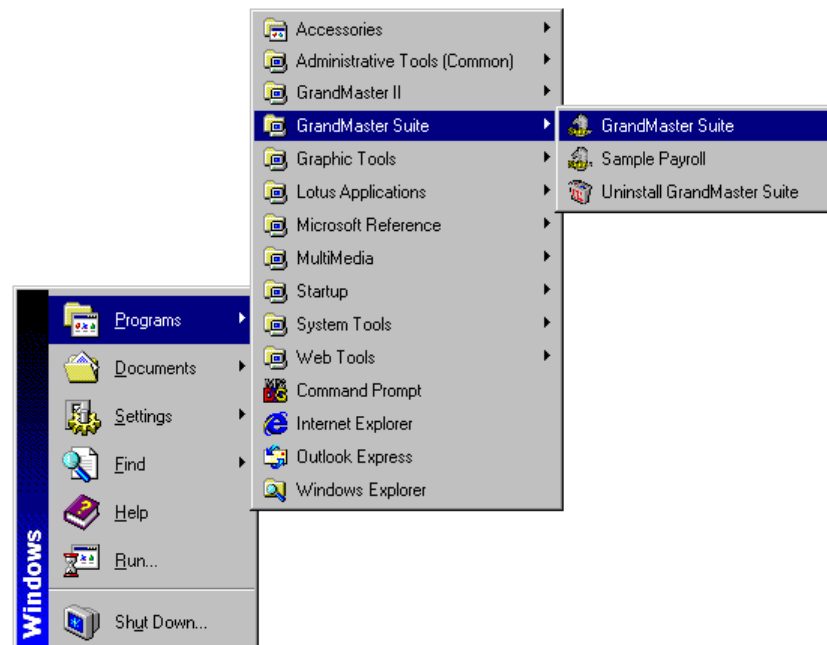 Accessories
Administrative Tools (Common)
GrandMaster II
GrandMaster Suite
Graphic Tools
Lotus Applications
Microsoft Reference
MultiMedia
Startup
System Tools
Web Tools
Command Prompt
Internet Explorer
Outlook Express
Windows Explorer
GrandMaster Suite
Sample Payroll
Uninstall GrandMaster Suite
Programs
Documents
Settings
Find
Help
Run...
Shut Down...
Windows